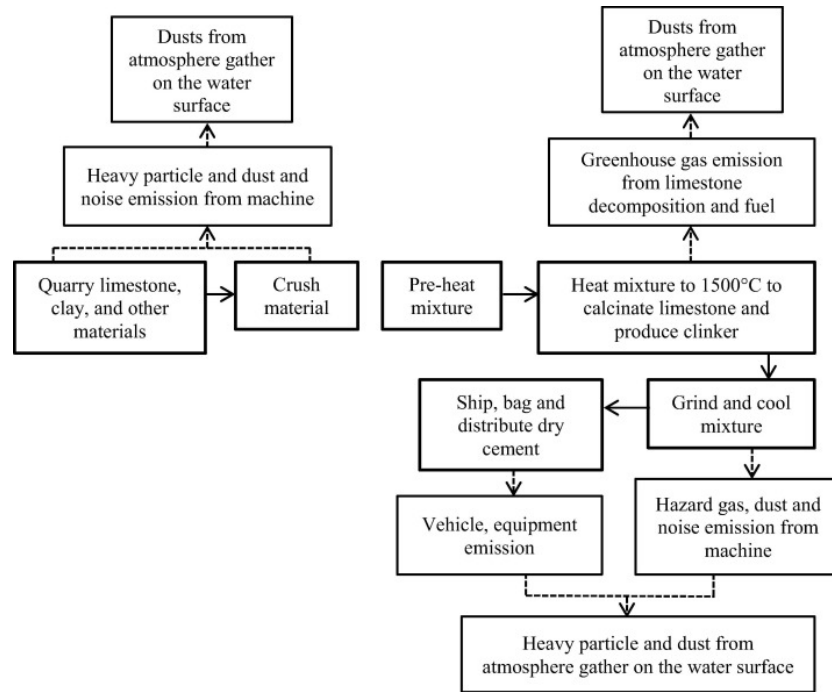 Dusts from
atmosphere gather
on the water
surface
Heavy particle and dust and
noise emission from machine
Quarry limestone,
clay, and other
materials
Crush
material
Dusts from
atmosphere gather
on the water
surface
Greenhouse gas emission
from limestone
decomposition and fuel
Pre-heat
mixture
Heat mixture to 1500°C to
calcinate limestone and
produce clinker
Ship, bag and
distribute dry
cement
Grind and cool
mixture
Vehicle, equipment
emission
Hazard gas, dust and
noise emission from
machine
Heavy particle and dust from
atmosphere gather on the water surface